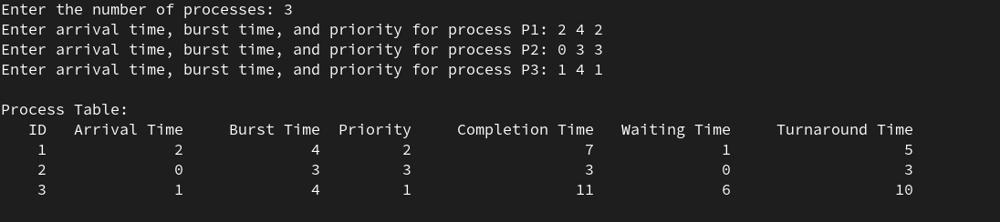 Enter the number of processes: 3
Enter arrival time, burst time, and priority for process P1: 2 4 2
Enter arrival time, burst time, and priority for process P2: 0 3 3
Enter arrival time, burst time, and priority for process P3: 1 4 1
Process Table:
ID Arrival Time Burst Time Priority Completion Time Waiting Time Turnaround Time
1 2 4 2 7 1 5
2 0 3 3 3 0 3
3 1 4 1 11 6 10